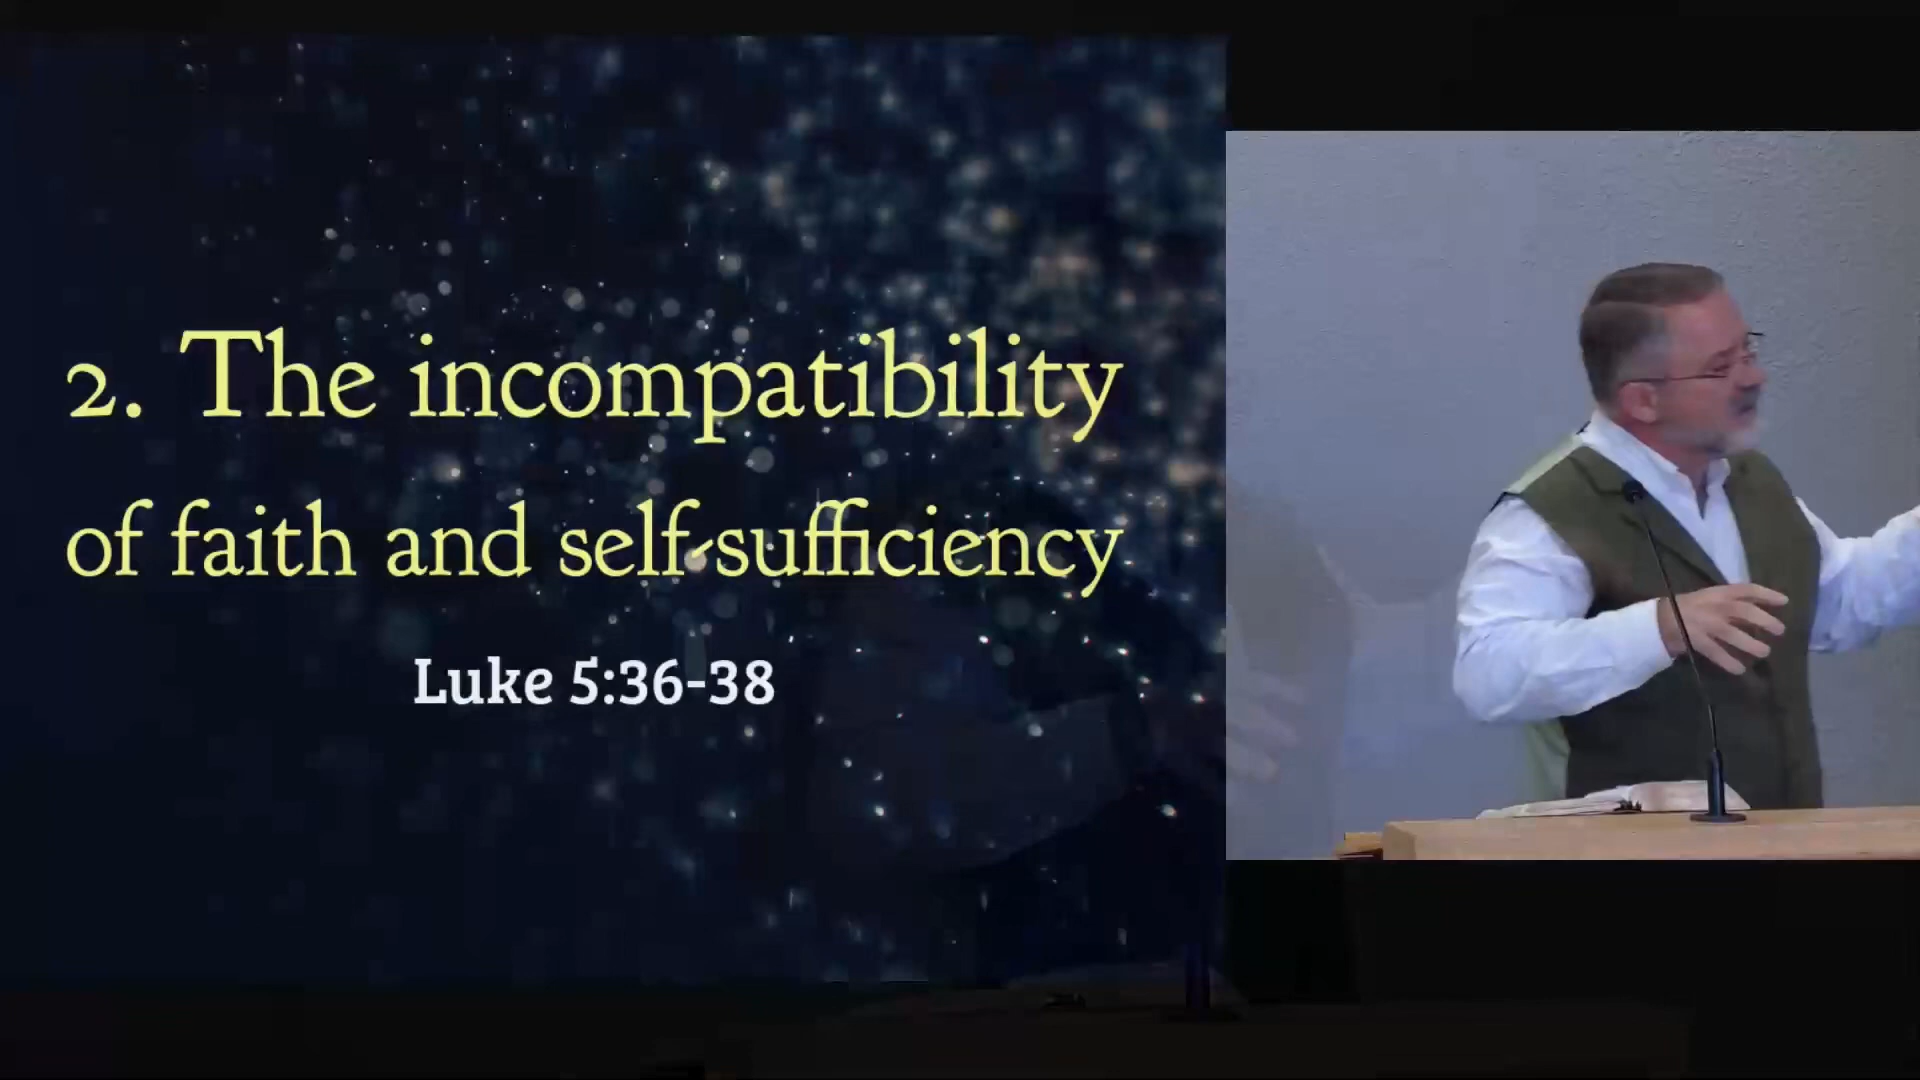 2. The incompatibility
of faith and self-sufficiency
Luke 5:36-38